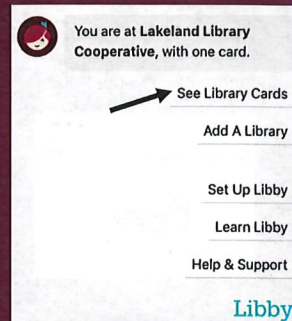 You are at Lakeland Library
Cooperative, with one card.
See Library Cards
Add A Library
Set Up Libby
Learn Libby
Help & Support
Libby